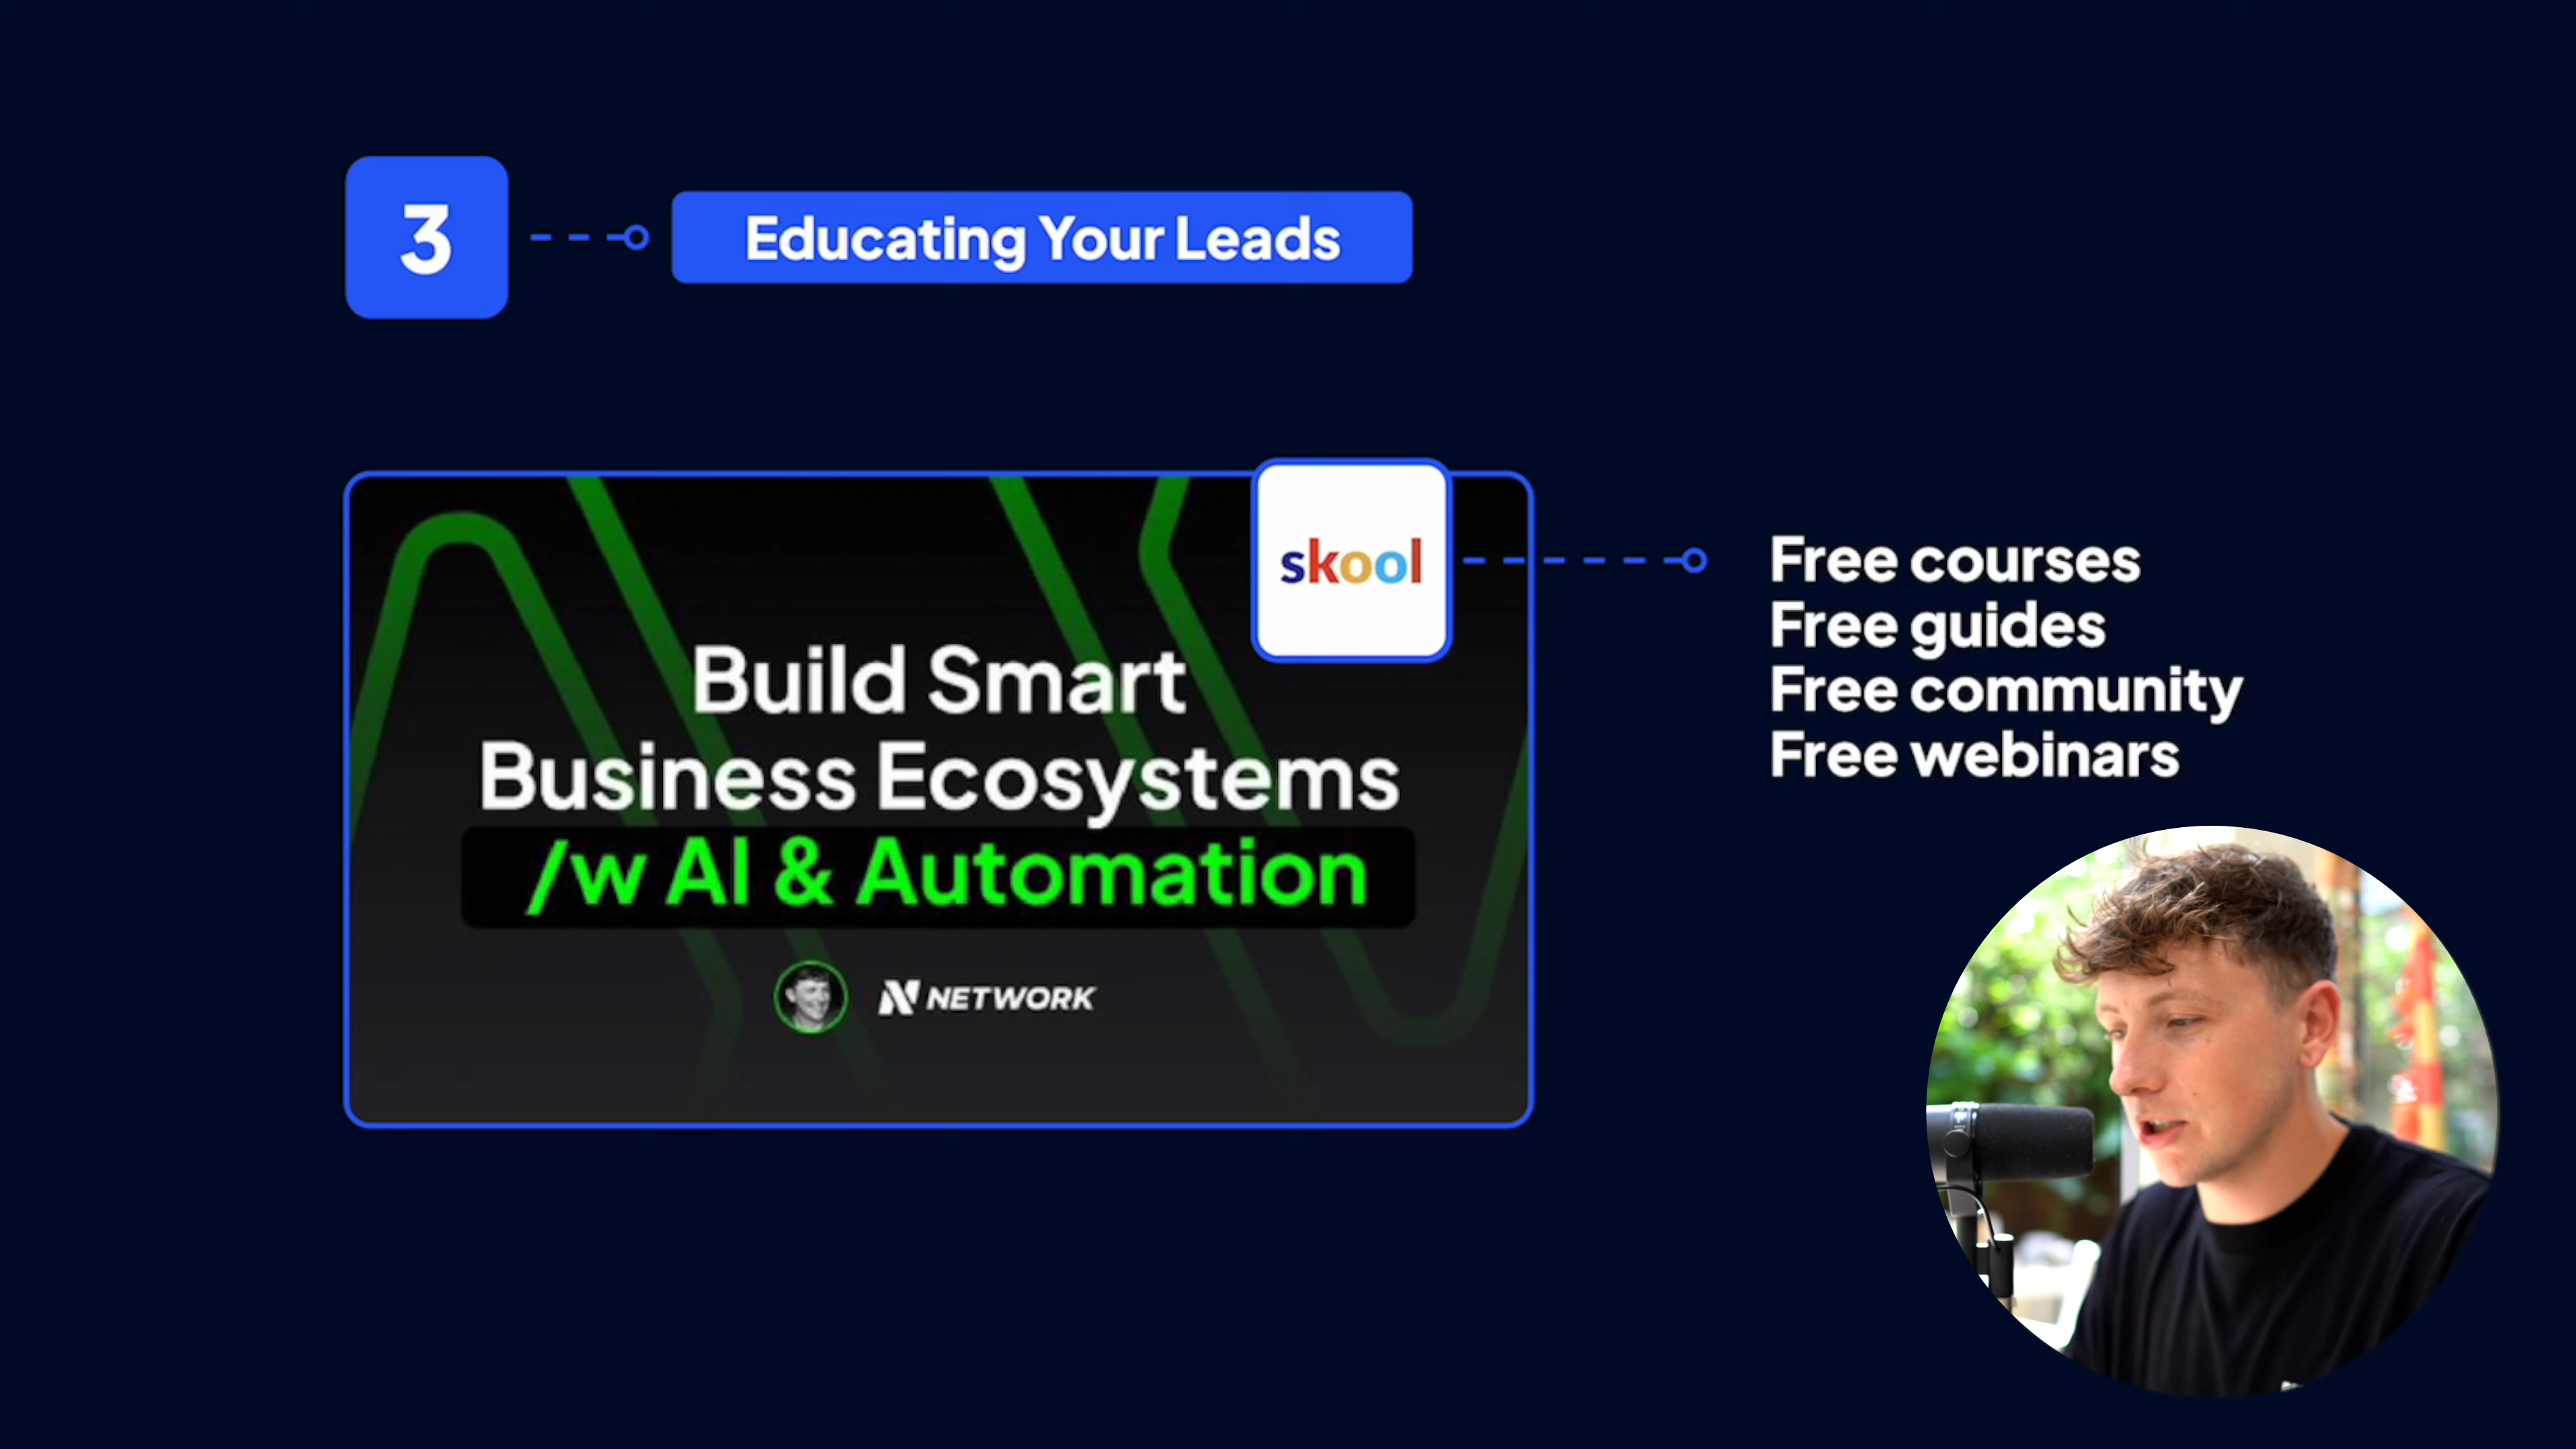 3
Educating Your Leads
skool
Free courses
Free guides
Free community
Free webinars
Build Smart
Business Ecosystems
/w AI & Automation
N NETWORK